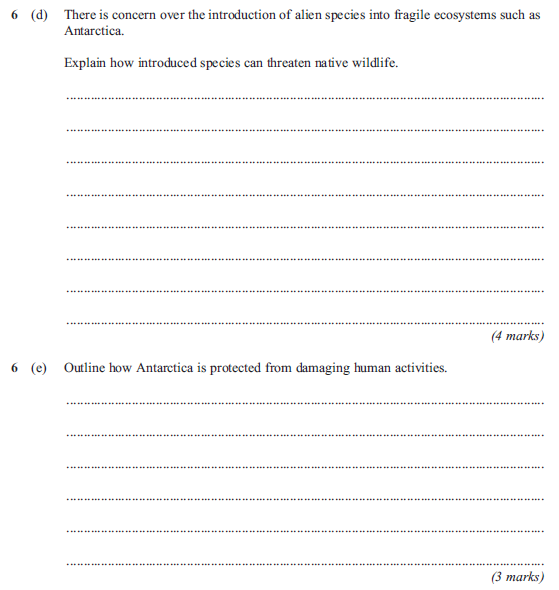 6 (d) There is concern over the introduction of alien species into fragile ecosystems such as
Antarctica.
Explain how introduced species can threaten native wildlife.
(4 marks)
6 (e) Outline how Antarctica is protected from damaging human activities.
(3 marks)